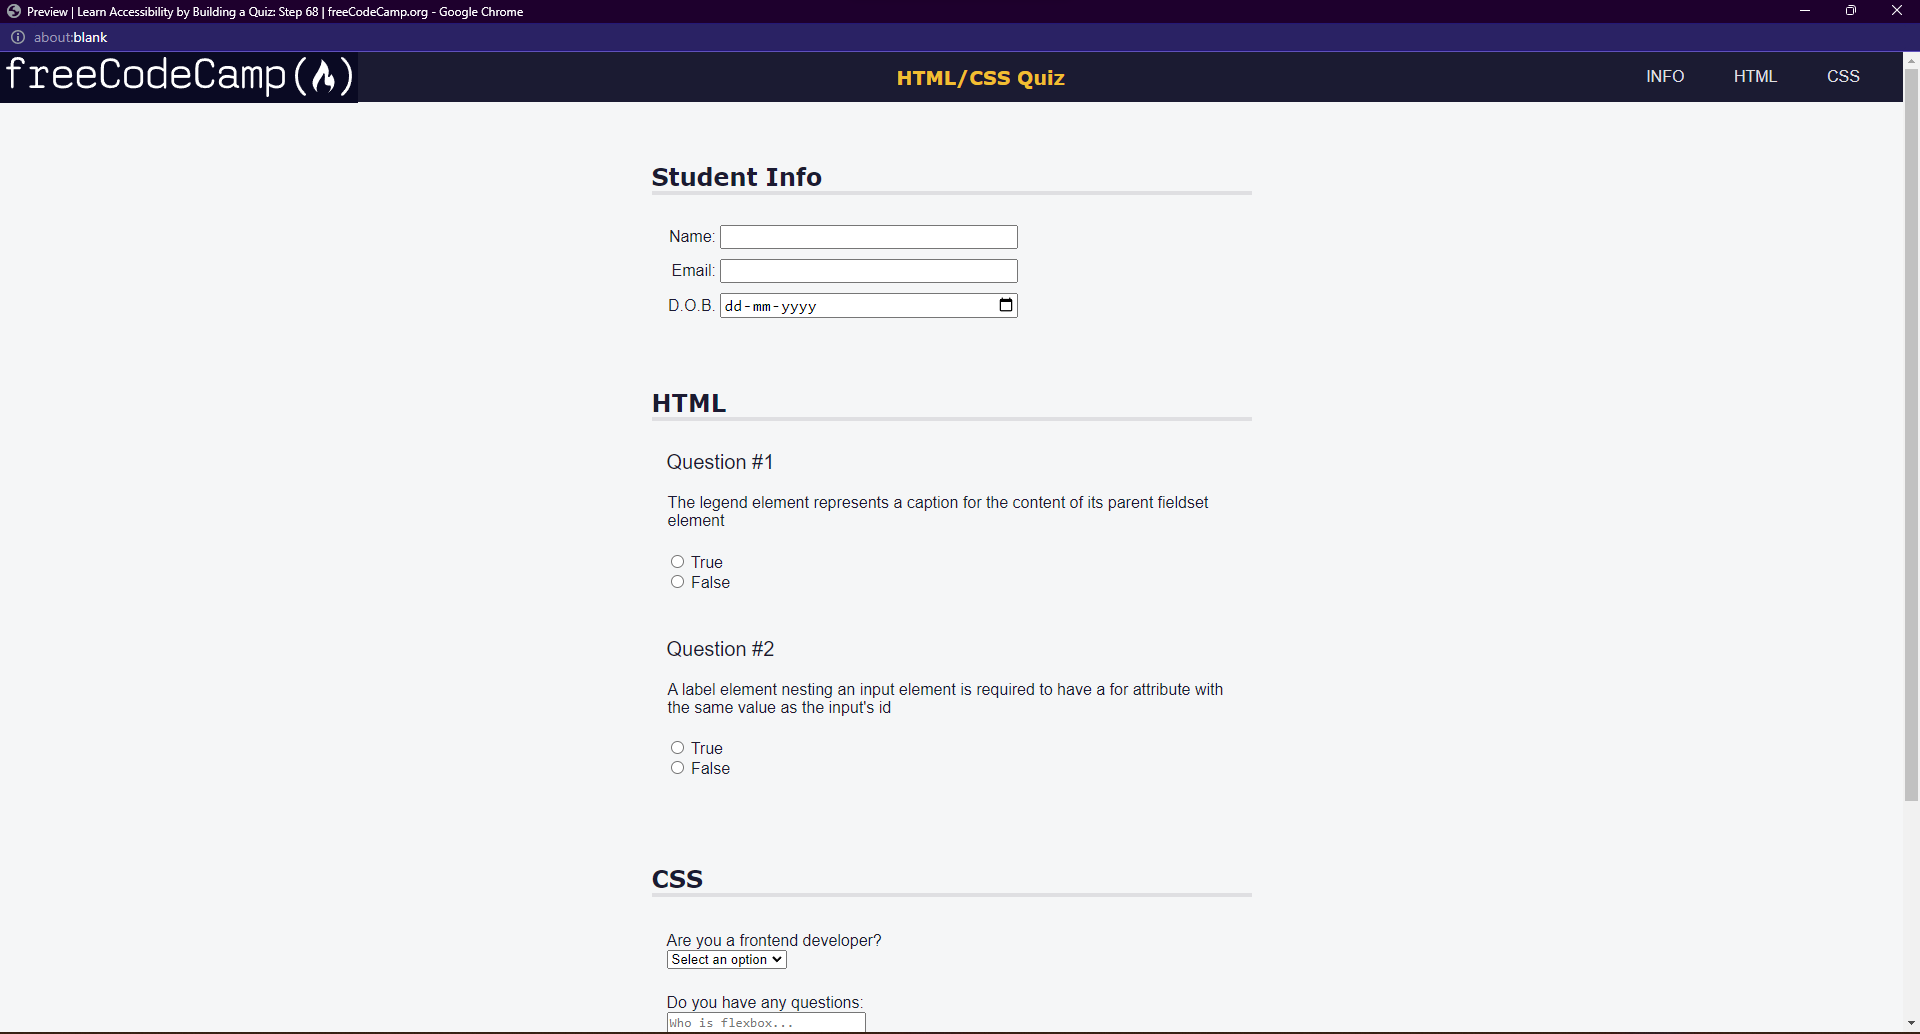 Preview | Learn Accessibility by Building a Quiz: Step 68 | freeCodeCamp.org - Google Chrome
about:blank
freeCodeCamp
HTML/CSS Quiz
INFO
HTML
CSS
Student Info
Name:
Email:
D.O.B.
dd-mm-yyyy
HTML
Question #1
The legend element represents a caption for the content of its parent fieldset
element
True
False
Question #2
A label element nesting an input element is required to have a for attribute with
the same value as the input's id
True
False
CSS
Are you a frontend developer?
Select an option
Do you have any questions:
Who is flexbox...